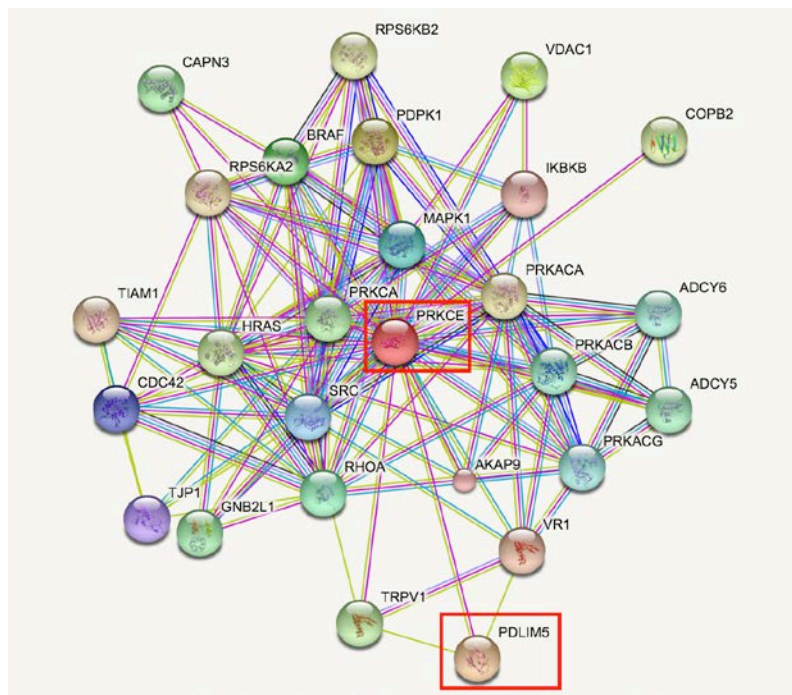 RPS6KB2
VDAC1
CAPN3
COPB2
PDPK1
BRAF
RPS6KA2
IKBKB
MAPK1
PRKACA
TIAM1
PRKCA
ADCY6
PRKCE
HRAS
PRKACB
CDC42
SRC
ADCY5
PRKACG
RHOA
AKAP9
TJP1
GNB2L1
VR1
TRPV1
PDLIM5